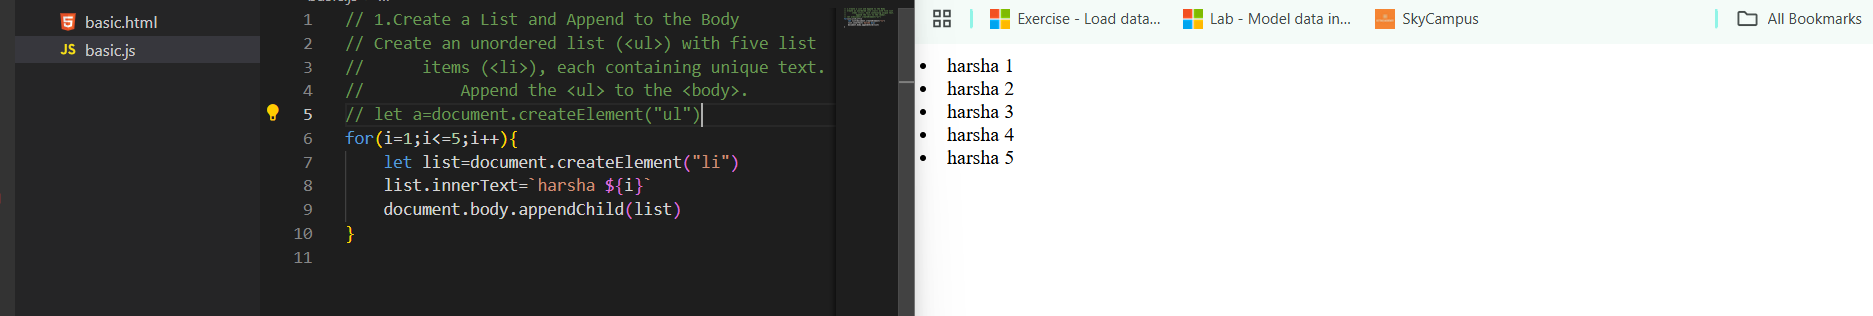 basic.html
JS basic.js
1 // 1.Create a List and Append to the Body
2 // Create an unordered list (<ul>) with five list
3 //      items (<li>), each containing unique text.
4 //          Append the <ul> to the <body>.
5 // let a=document.createElement("ul")
6 for(i=1;i<=5;i++){
7     let list=document.createElement("li")
8     list.innerText=`harsha ${i}`
9     document.body.appendChild(list)
10 }
11
Exercise - Load data... Lab - Model data in... SkyCampus All Bookmarks
• harsha 1
• harsha 2
• harsha 3
• harsha 4
• harsha 5